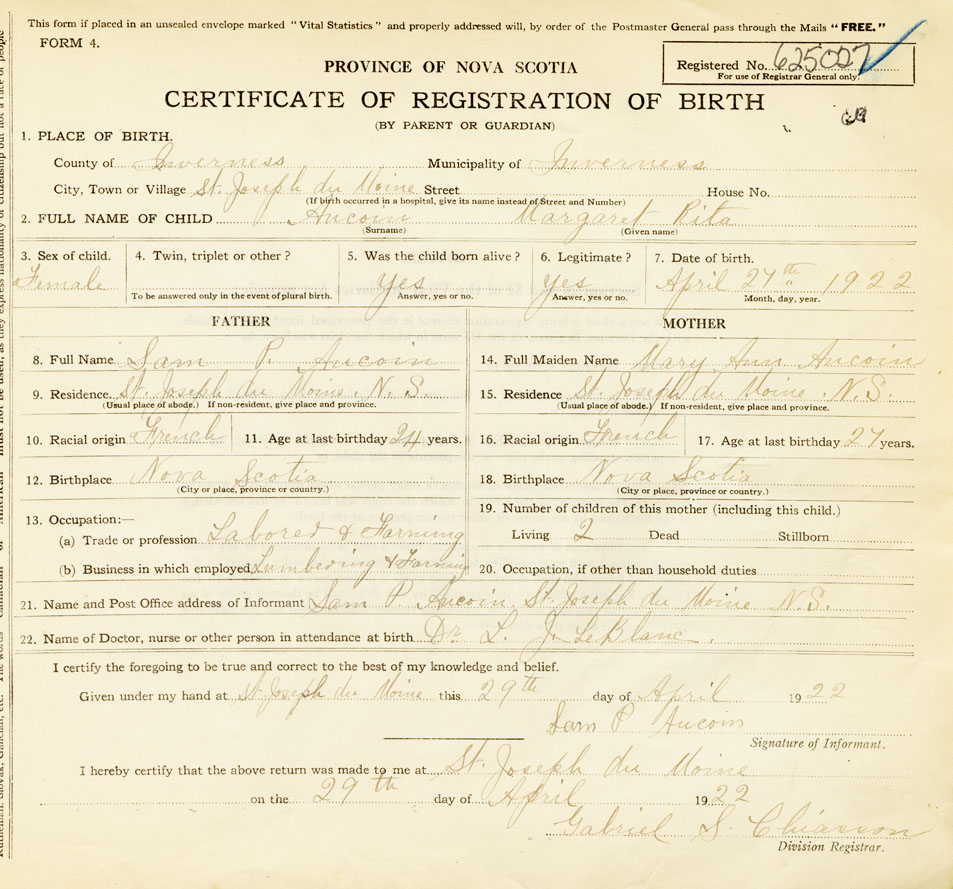 This form if placed in an unsealed envelope marked "Vital Statistics" and properly addressed will, by order of the Postmaster General pass through the Mails "FREE."
FORM 4.
Registered No. 625027
For use of Registrar General only.
PROVINCE OF NOVA SCOTIA
CERTIFICATE OF REGISTRATION OF BIRTH
(BY PARENT OR GUARDIAN)
1. PLACE OF BIRTH.
County of Inverness Municipality of Inverness
City, Town or Village St. Joseph du Moine Street House No.
(If birth occurred in a hospital, give its name instead of Street and Number)
2. FULL NAME OF CHILD Aucoin Margaret Rita
(Surname) (Given name)
3. Sex of child. 4. Twin, triplet or other? 5. Was the child born alive? 6. Legitimate? 7. Date of birth.
Female Yes Yes April 27th 1922
To be answered only in the event of plural birth. Answer, yes or no. Answer, yes or no. Month, day, year.
FATHER MOTHER
8. Full Name Sam P. Aucoin 14. Full Maiden Name Mary Ann Aucoin
9. Residence St. Joseph du Moine. N.S. 15. Residence St. Joseph du Moine. N.S.
(Usual place of abode.) If non-resident, give place and province. (Usual place of abode.) If non-resident, give place and province.
10. Racial origin French 11. Age at last birthday 24 years. 16. Racial origin French 17. Age at last birthday 27 years.
12. Birthplace Nova Scotia 18. Birthplace Nova Scotia
(City or place, province or country.) (City or place, province or country.)
19. Number of children of this mother (including this child.)
13. Occupation:—
(a) Trade or profession Laborer & Farming Living 2 Dead Stillborn
(b) Business in which employed Lumbering & Farming 20. Occupation, if other than household duties
21. Name and Post Office address of Informant Sam P. Aucoin, St. Joseph du Moine N.S.
22. Name of Doctor, nurse or other person in attendance at birth Dr. L. J. LeBlanc.
I certify the foregoing to be true and correct to the best of my knowledge and belief.
Given under my hand at St Joseph du Moine this 29th day of April 1922
Sam P Aucoin
Signature of Informant.
I hereby certify that the above return was made to me at St. Joseph du Moine
on the 29th day of April 1922
Gabriel S. Chiasson
Division Registrar.